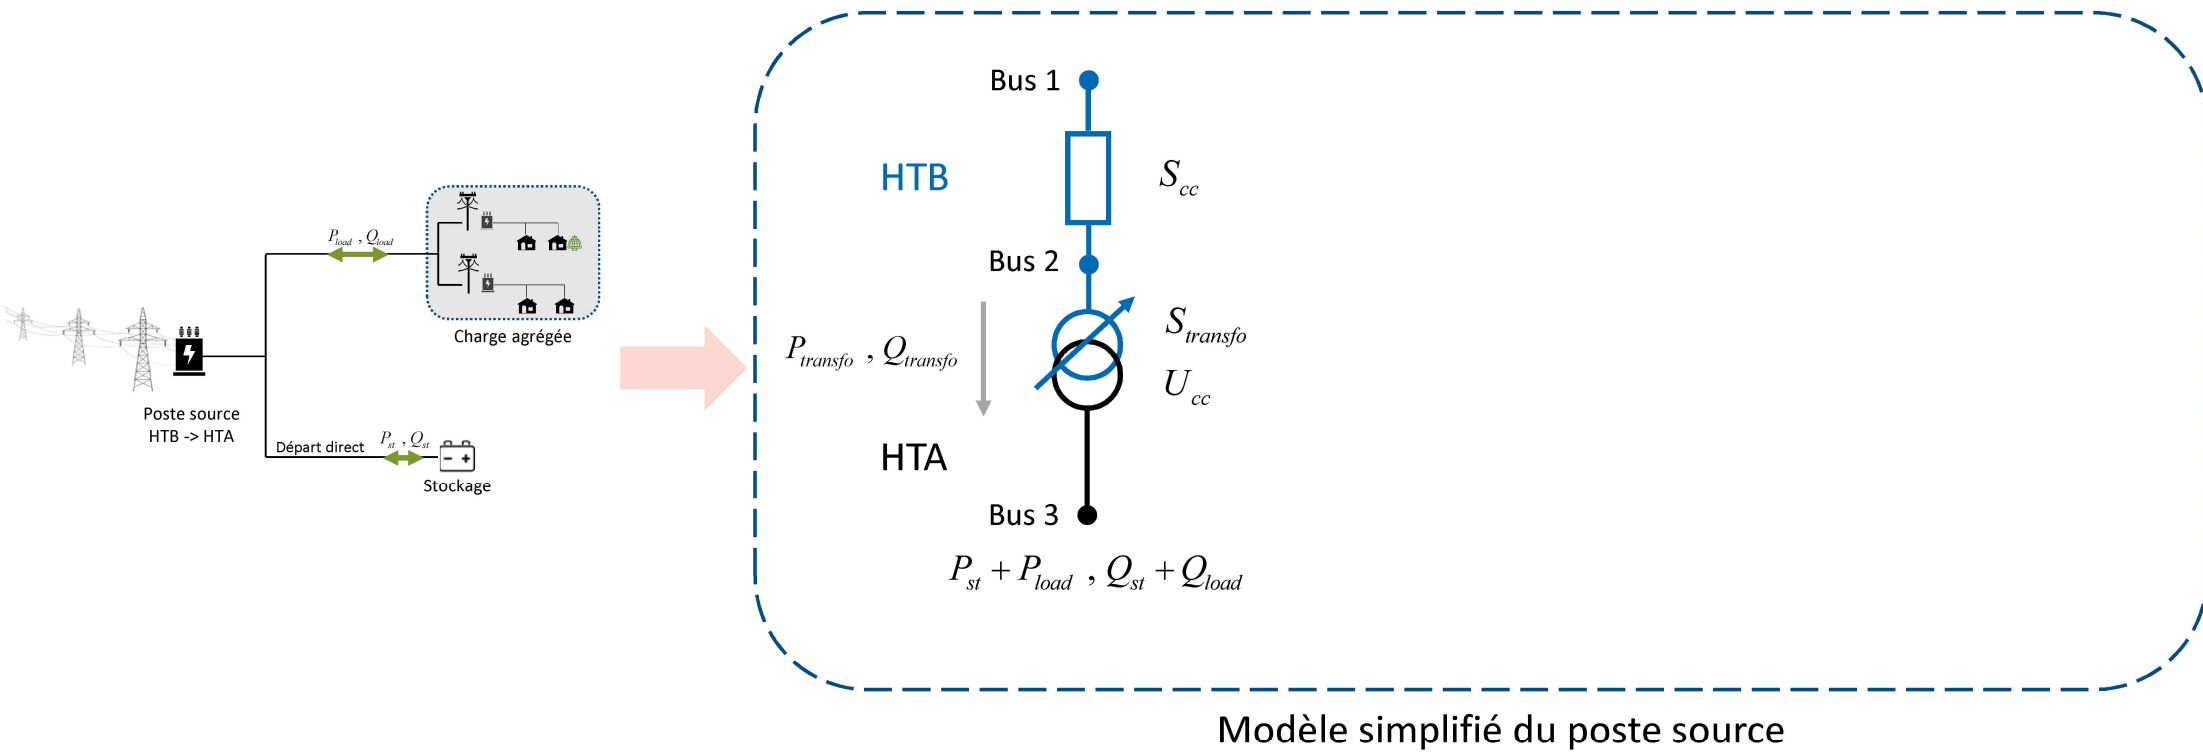 P_load , Q_load
Charge agrégée
Poste source
HTB -> HTA
Départ direct
P_st , Q_st
- +
Stockage
Bus 1
HTB
S_cc
Bus 2
P_transfo , Q_transfo
S_transfo
U_cc
HTA
Bus 3
P_st + P_load , Q_st + Q_load
Modèle simplifié du poste source